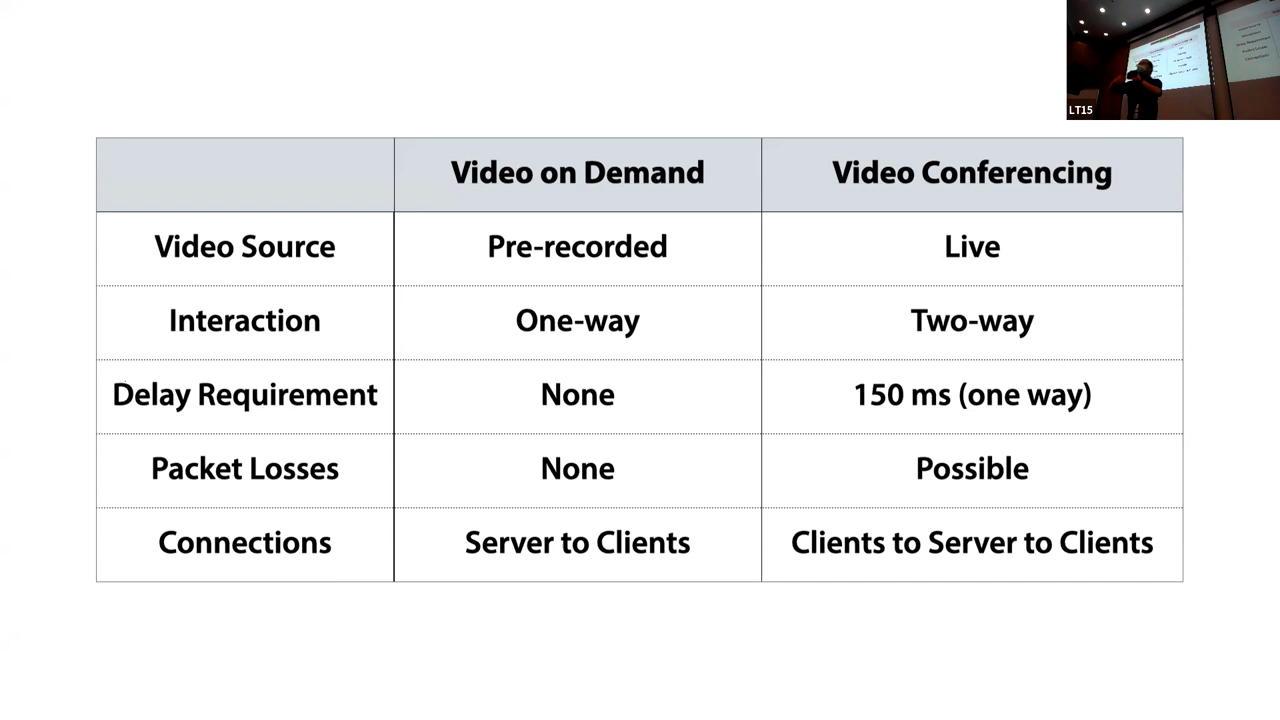 LT15
Video on Demand
Video Conferencing
Video Source
Pre-recorded
Live
Interaction
One-way
Two-way
Delay Requirement
None
150 ms (one way)
Packet Losses
None
Possible
Connections
Server to Clients
Clients to Server to Clients